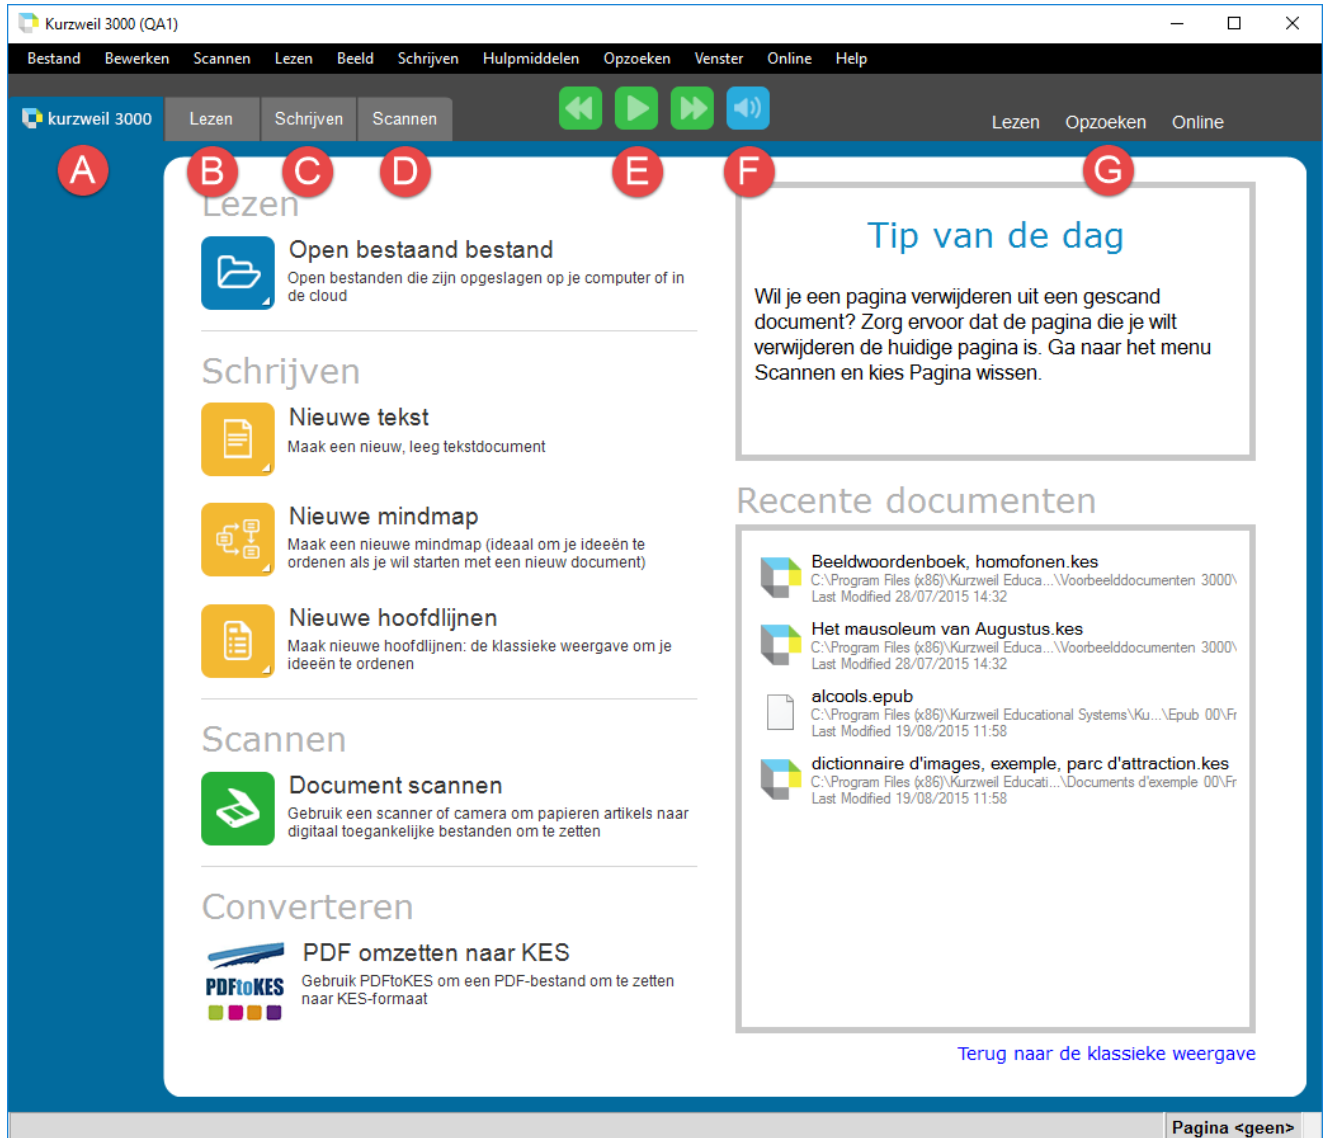 Kurzweil 3000 (QA1)
Bestand Bewerken Scannen Lezen Beeld Schrijven Hulpmiddelen Opzoeken Venster Online Help
kurzweil 3000 Lezen Schrijven Scannen Lezen Opzoeken Online
A B C D E F G
Lezen
Open bestaand bestand
Open bestanden die zijn opgeslagen op je computer of in
de cloud
Schrijven
Nieuwe tekst
Maak een nieuw, leeg tekstdocument
Nieuwe mindmap
Maak een nieuwe mindmap (ideaal om je ideeën te
ordenen als je wil starten met een nieuw document)
Nieuwe hoofdlijnen
Maak nieuwe hoofdlijnen: de klassieke weergave om je
ideeën te ordenen
Scannen
Document scannen
Gebruik een scanner of camera om papieren artikels naar
digitaal toegankelijke bestanden om te zetten
Converteren
PDFtoKES
PDF omzetten naar KES
Gebruik PDFtoKES om een PDF-bestand om te zetten
naar KES-formaat
Tip van de dag
Wil je een pagina verwijderen uit een gescand
document? Zorg ervoor dat de pagina die je wilt
verwijderen de huidige pagina is. Ga naar het menu
Scannen en kies Pagina wissen.
Recente documenten
Beeldwoordenboek, homofonen.kes
C:\Program Files (x86)\Kurzweil Educa...\Voorbeelddocumenten 3000\
Last Modified 28/07/2015 14:32
Het mausoleum van Augustus.kes
C:\Program Files (x86)\Kurzweil Educa...\Voorbeelddocumenten 3000\
Last Modified 28/07/2015 14:32
alcools.epub
C:\Program Files (x86)\Kurzweil Educational Systems\Ku...\Epub 00\Fr
Last Modified 19/08/2015 11:58
dictionnaire d'images, exemple, parc d'attraction.kes
C:\Program Files (x86)\Kurzweil Educati...\Documents d'exemple 00\Fr
Last Modified 19/08/2015 11:58
Terug naar de klassieke weergave
Pagina <geen>